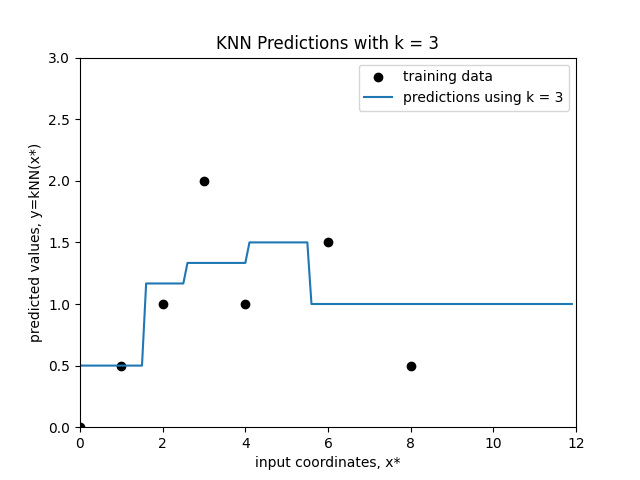 KNN Predictions with k = 3
training data
predictions using k = 3
predicted values, y=kNN(x*)
3.0
2.5
2.0
1.5
1.0
0.5
0.0
0 2 4 6 8 10 12
input coordinates, x*